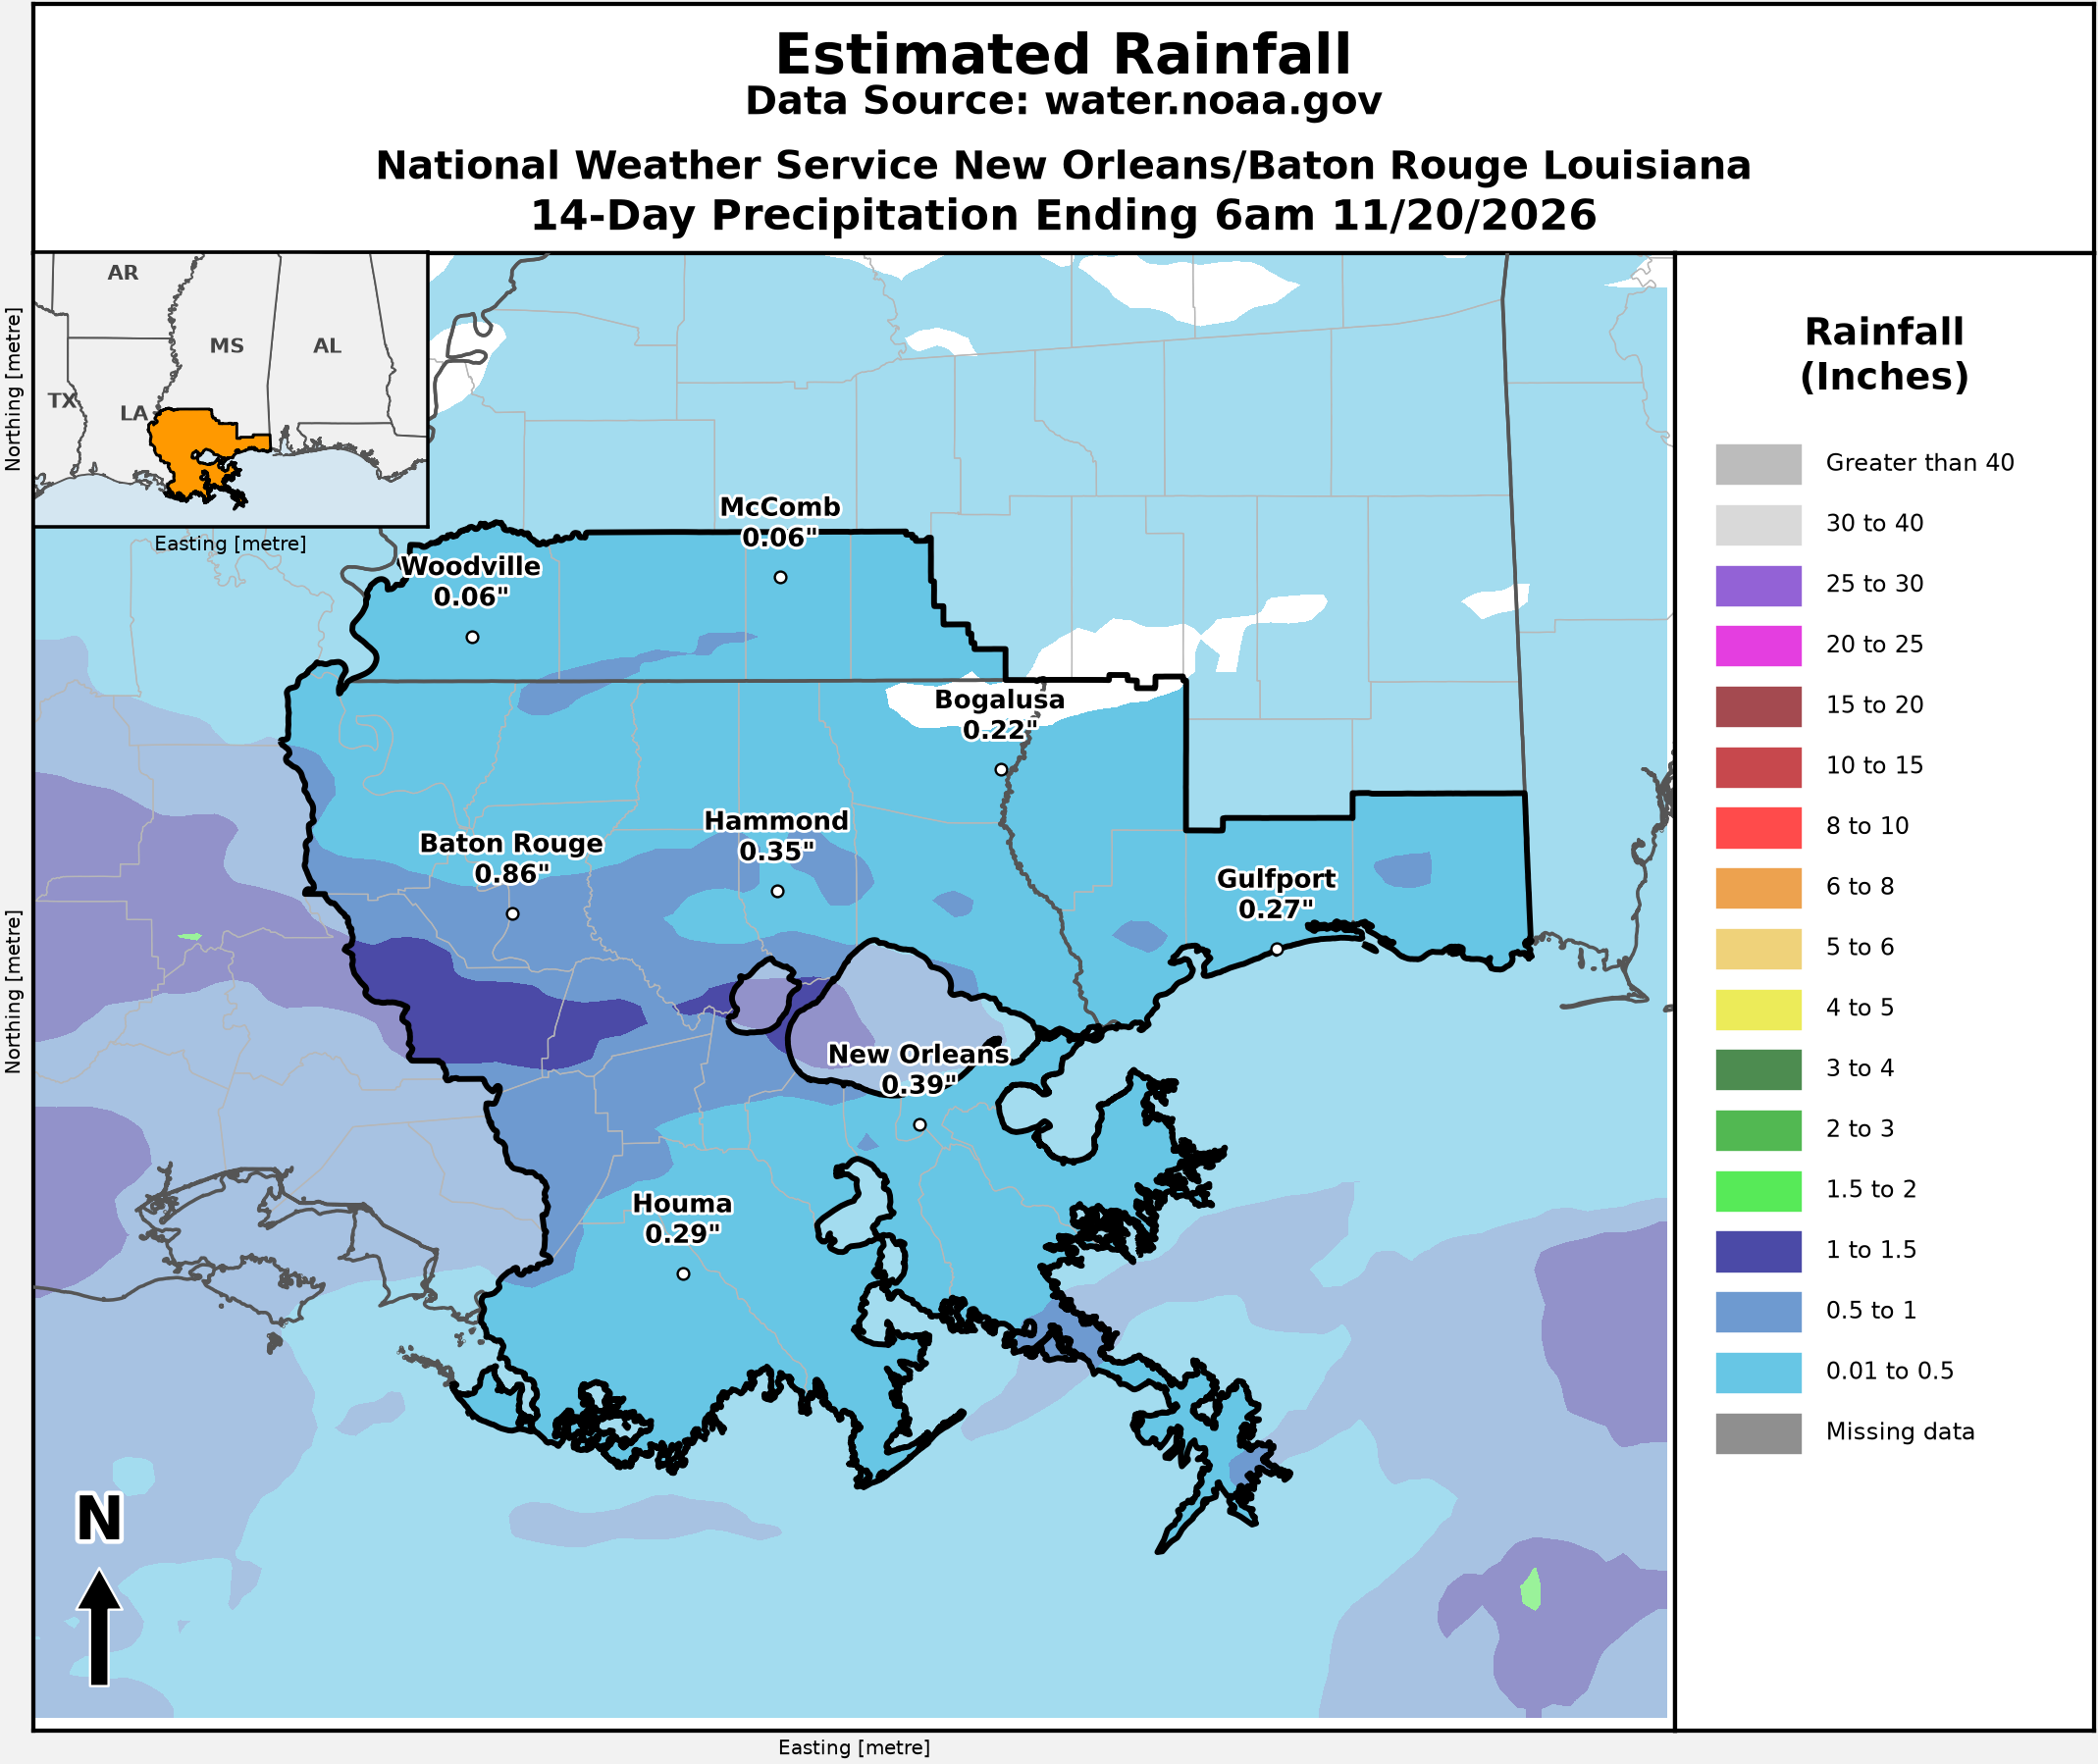 Estimated Rainfall
Data Source: water.noaa.gov
National Weather Service New Orleans/Baton Rouge Louisiana
14-Day Precipitation Ending 6am 11/20/2026
AR
MS
AL
TX
LA
Easting [metre]
Northing [metre]
McComb
0.06"
Woodville
0.06"
Bogalusa
0.22"
Hammond
0.35"
Baton Rouge
0.86"
Gulfport
0.27"
New Orleans
0.39"
Houma
0.29"
N
Northing [metre]
Easting [metre]
Rainfall
(Inches)
Greater than 40
30 to 40
25 to 30
20 to 25
15 to 20
10 to 15
8 to 10
6 to 8
5 to 6
4 to 5
3 to 4
2 to 3
1.5 to 2
1 to 1.5
0.5 to 1
0.01 to 0.5
Missing data